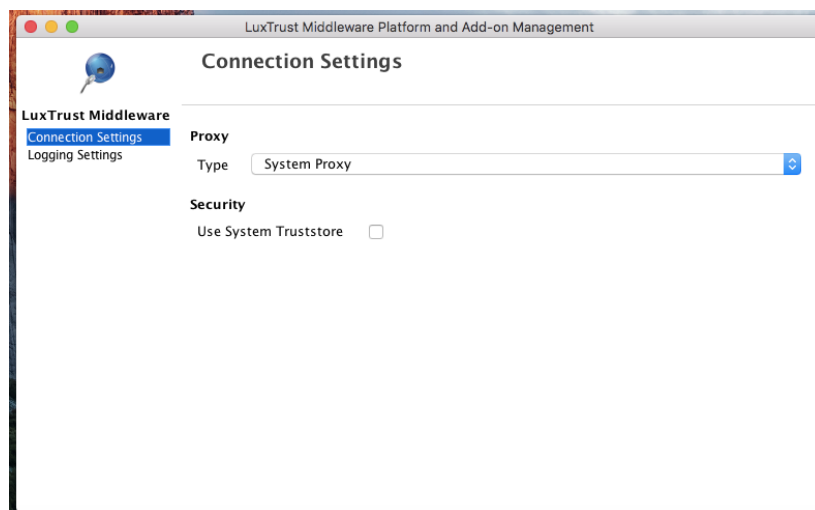 LuxTrust Middleware Platform and Add-on Management
Connection Settings
LuxTrust Middleware
Connection Settings
Logging Settings
Proxy
Type System Proxy
Security
Use System Truststore